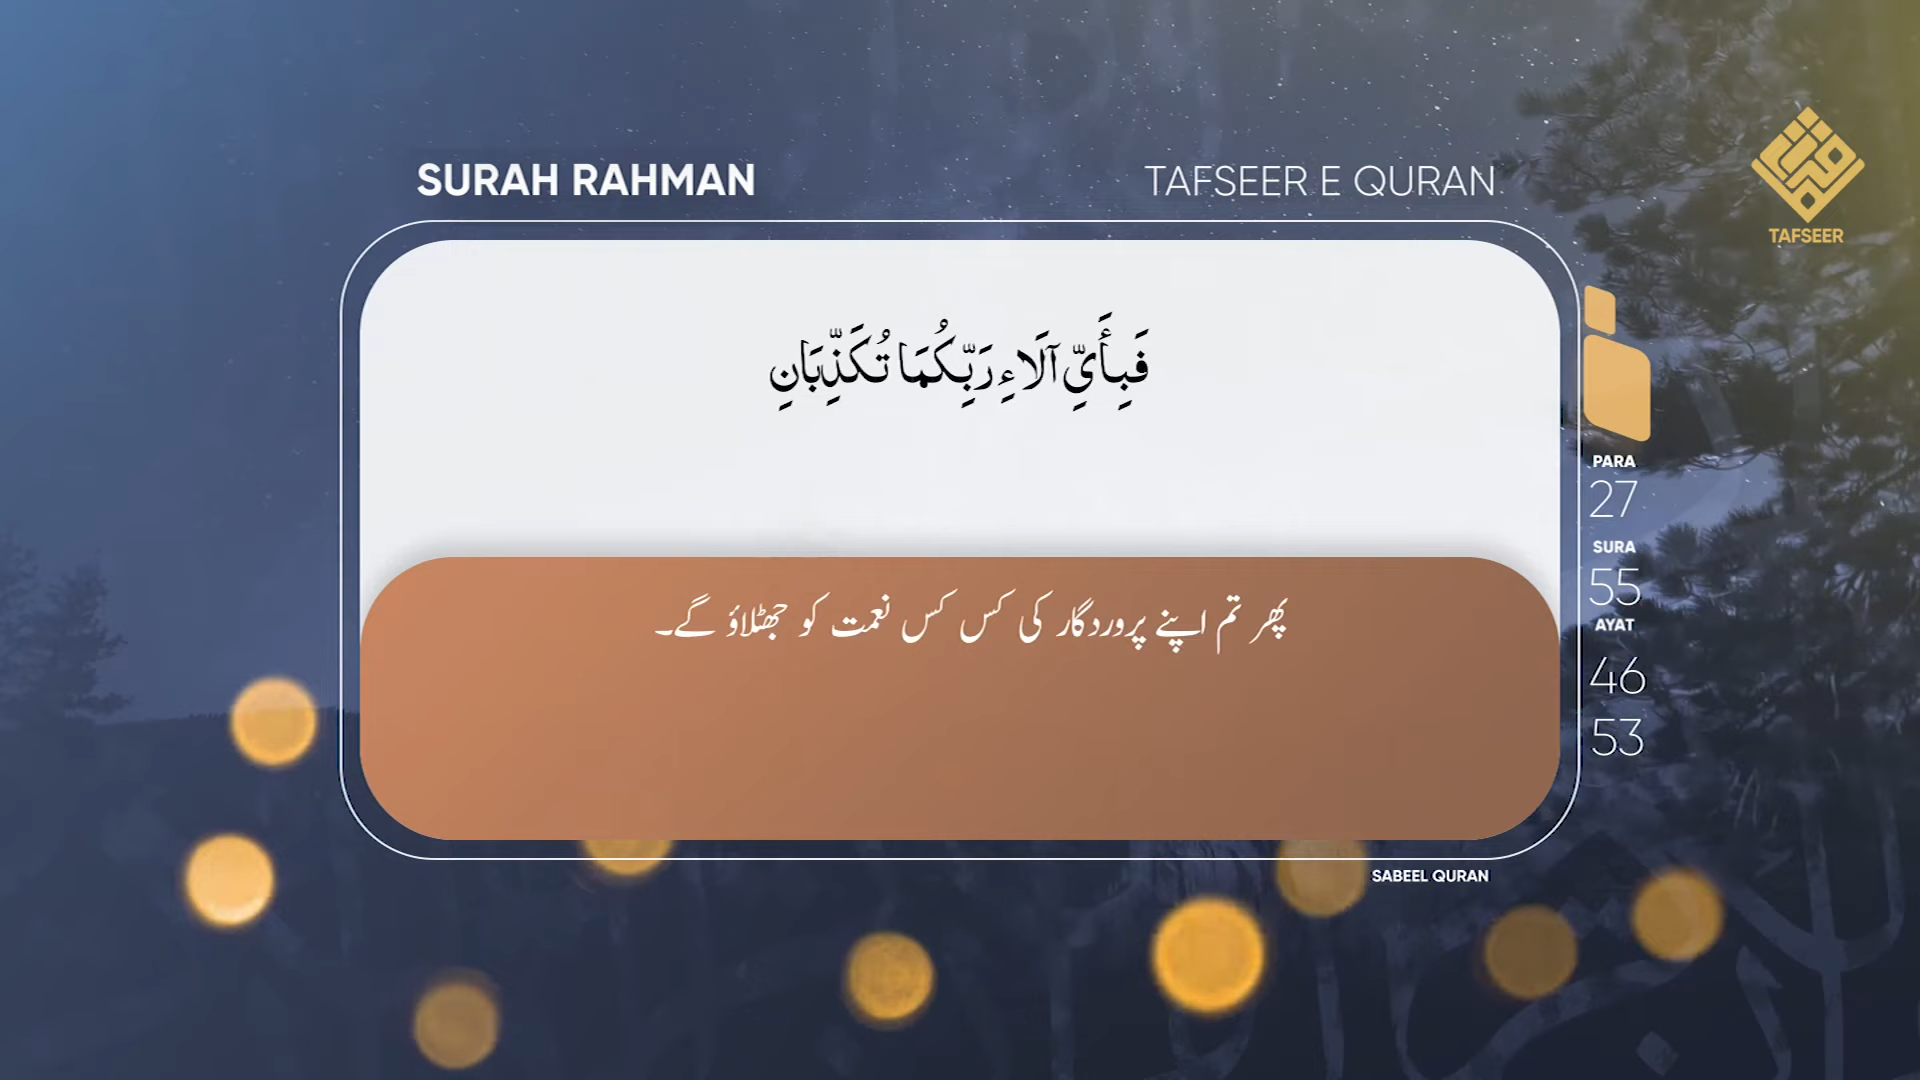 SURAH RAHMAN
TAFSEER E QURAN
TAFSEER
فَبِأَيِّ آلَاءِ رَبِّكُمَا تُكَذِّبَانِ
پھر تم اپنے پروردگار کی کس کس نعمت کو جھٹلاؤ گے۔
PARA
27
SURA
55
AYAT
46
53
SABEEL QURAN